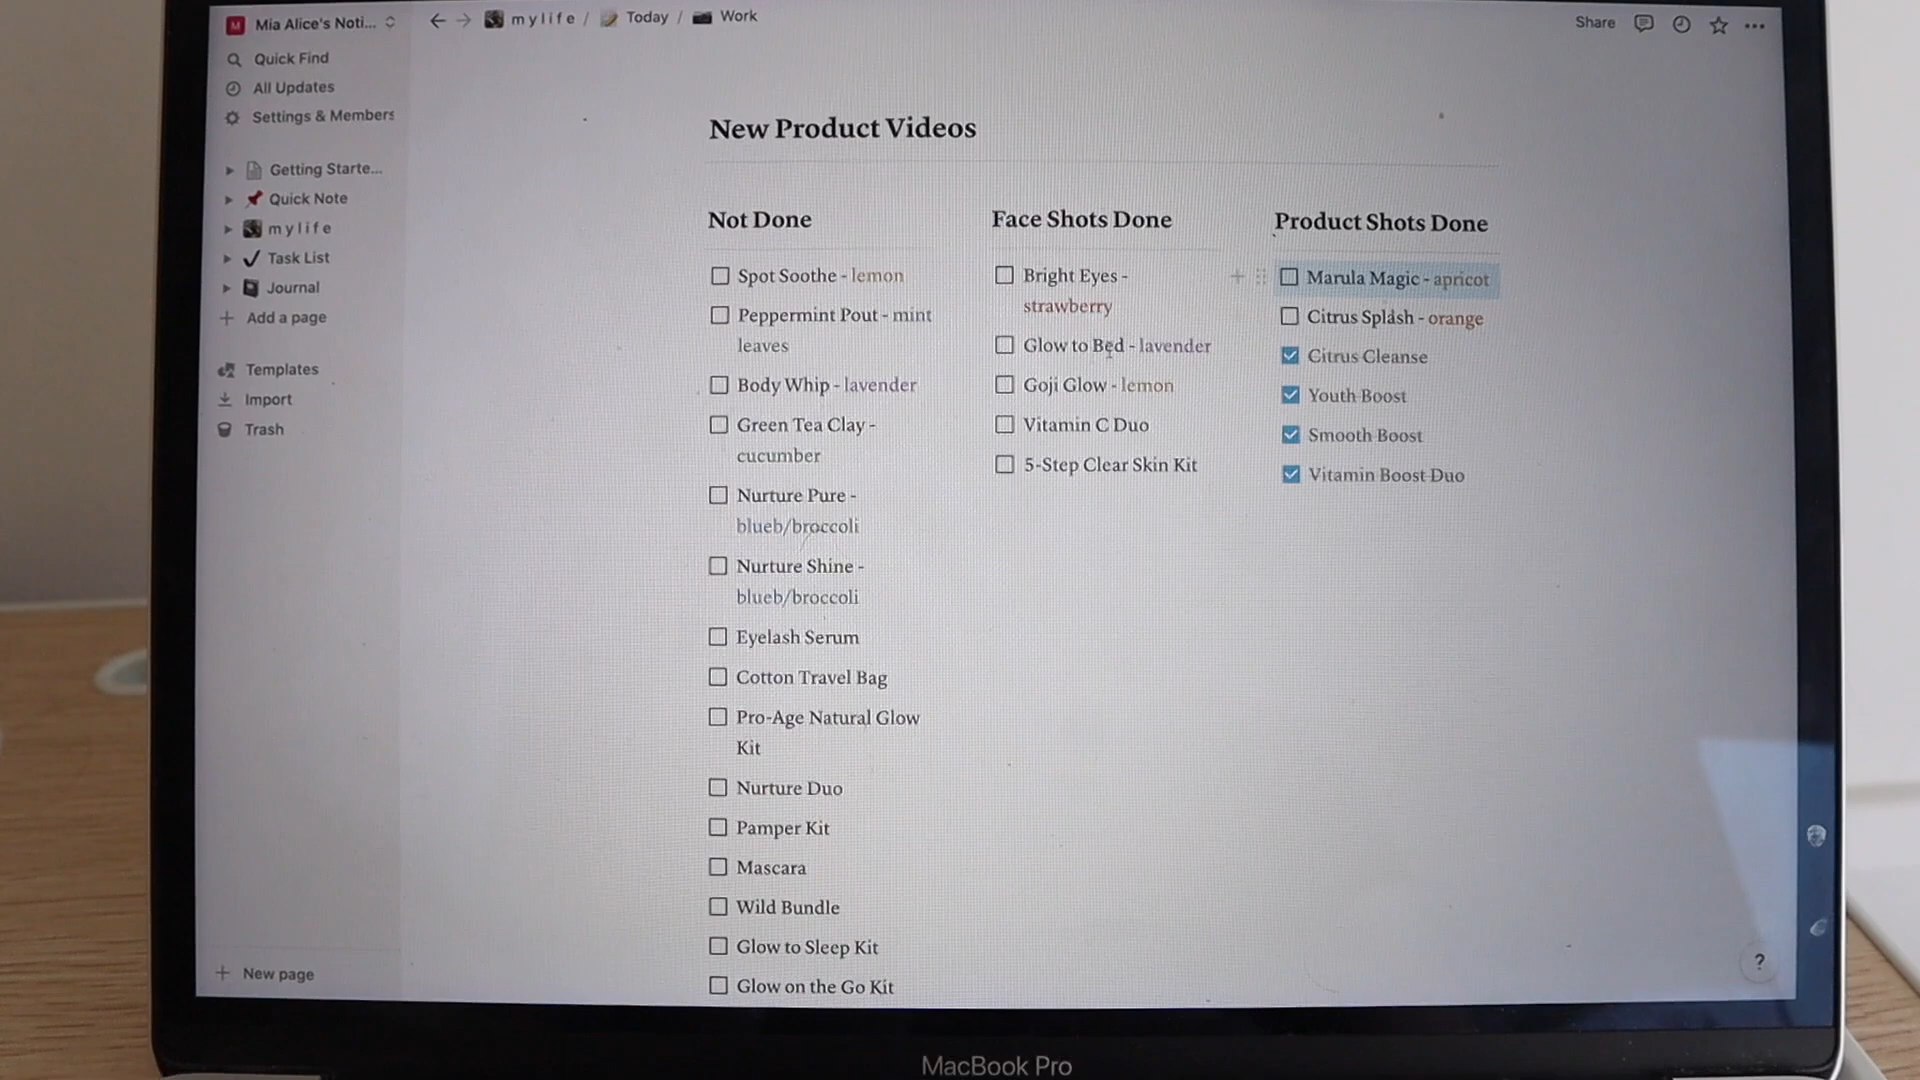 Mia Alice's Noti...
Quick Find
All Updates
Settings & Members
Getting Starte...
Quick Note
m y l i f e
Task List
Journal
Add a page
Templates
Import
Trash
New page
m y l i f e / Today / Work
Share
New Product Videos
Not Done
Spot Soothe - lemon
Peppermint Pout - mint
leaves
Body Whip - lavender
Green Tea Clay -
cucumber
Nurture Pure -
blueb/broccoli
Nurture Shine -
blueb/broccoli
Eyelash Serum
Cotton Travel Bag
Pro-Age Natural Glow
Kit
Nurture Duo
Pamper Kit
Mascara
Wild Bundle
Glow to Sleep Kit
Glow on the Go Kit
Face Shots Done
Bright Eyes -
strawberry
Glow to Bed - lavender
Goji Glow - lemon
Vitamin C Duo
5-Step Clear Skin Kit
Product Shots Done
Marula Magic - apricot
Citrus Splash - orange
Citrus Cleanse
Youth Boost
Smooth Boost
Vitamin Boost Duo
?
MacBook Pro